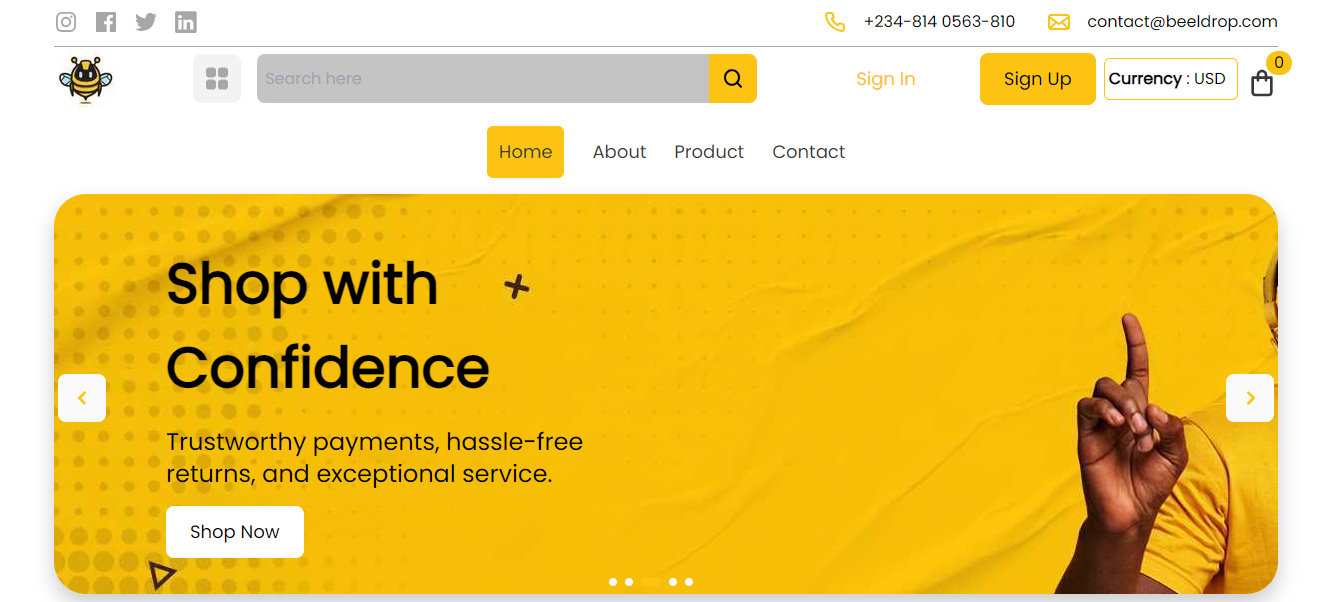 +234-814 0563-810
contact@beeldrop.com
Search here
Sign In
Sign Up
Currency : USD
0
Home
About
Product
Contact
Shop with
Confidence
Trustworthy payments, hassle-free
returns, and exceptional service.
Shop Now